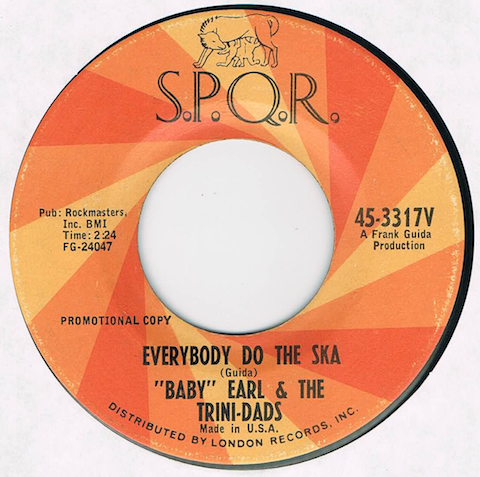 S.P.Q.R.
Pub: Rockmasters,
Inc. BMI
Time: 2:24
FG-24047
45-3317V
A Frank Guida
Production
PROMOTIONAL COPY
EVERYBODY DO THE SKA
(Guida)
"BABY" EARL & THE
TRINI-DADS
Made in U.S.A.
DISTRIBUTED BY LONDON RECORDS, INC.